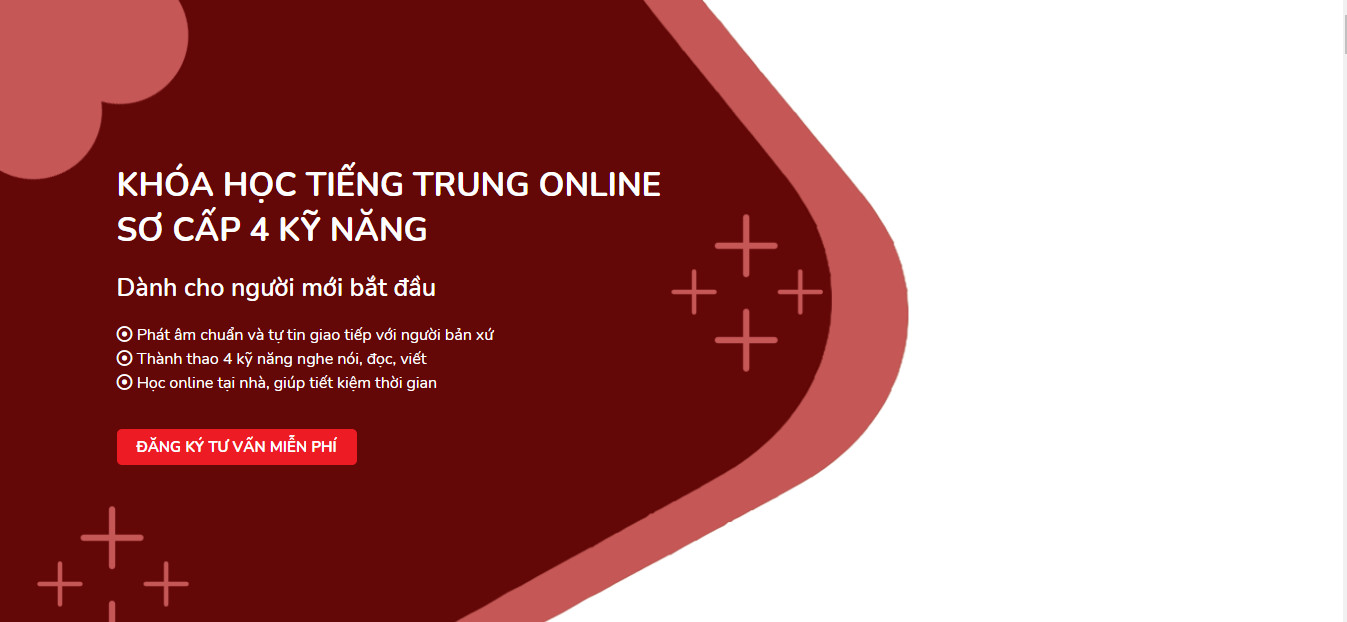 KHÓA HỌC TIẾNG TRUNG ONLINE
SƠ CẤP 4 KỸ NĂNG
Dành cho người mới bắt đầu
Phát âm chuẩn và tự tin giao tiếp với người bản xứ
Thành thao 4 kỹ năng nghe nói, đọc, viết
Học online tại nhà, giúp tiết kiệm thời gian
ĐĂNG KÝ TƯ VẤN MIỄN PHÍ